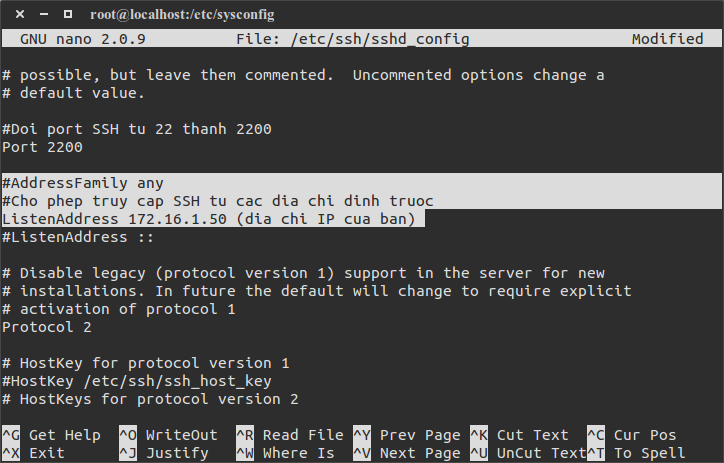 root@localhost:/etc/sysconfig
GNU nano 2.0.9 File: /etc/ssh/sshd_config Modified
# possible, but leave them commented.  Uncommented options change a
# default value.
#Doi port SSH tu 22 thanh 2200
Port 2200
#AddressFamily any
#Cho phep truy cap SSH tu cac dia chi dinh truoc
ListenAddress 172.16.1.50 (dia chi IP cua ban)
#ListenAddress ::
# Disable legacy (protocol version 1) support in the server for new
# installations. In future the default will change to require explicit
# activation of protocol 1
Protocol 2
# HostKey for protocol version 1
#HostKey /etc/ssh/ssh_host_key
# HostKeys for protocol version 2
^G Get Help ^O WriteOut ^R Read File ^Y Prev Page ^K Cut Text ^C Cur Pos
^X Exit ^J Justify ^W Where Is ^V Next Page ^U UnCut Text ^T To Spell